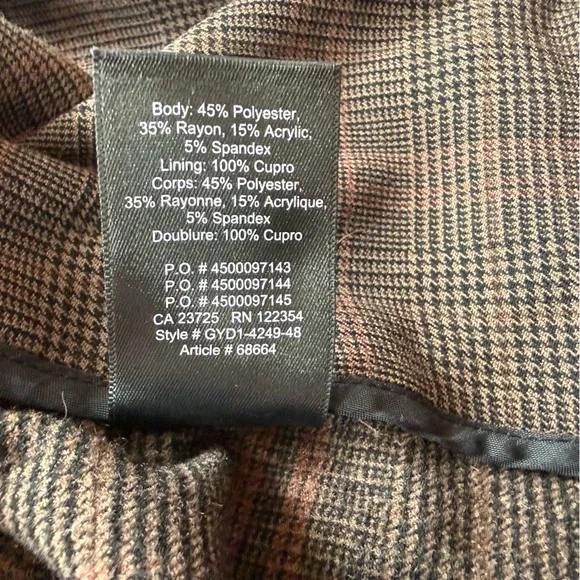 Body: 45% Polyester,
35% Rayon, 15% Acrylic,
5% Spandex
Lining: 100% Cupro
Corps: 45% Polyester,
35% Rayonne, 15% Acrylique,
5% Spandex
Doublure: 100% Cupro
P.O. # 4500097143
P.O. # 4500097144
P.O. # 4500097145
CA 23725 RN 122354
Style # GYD1-4249-48
Article # 68664